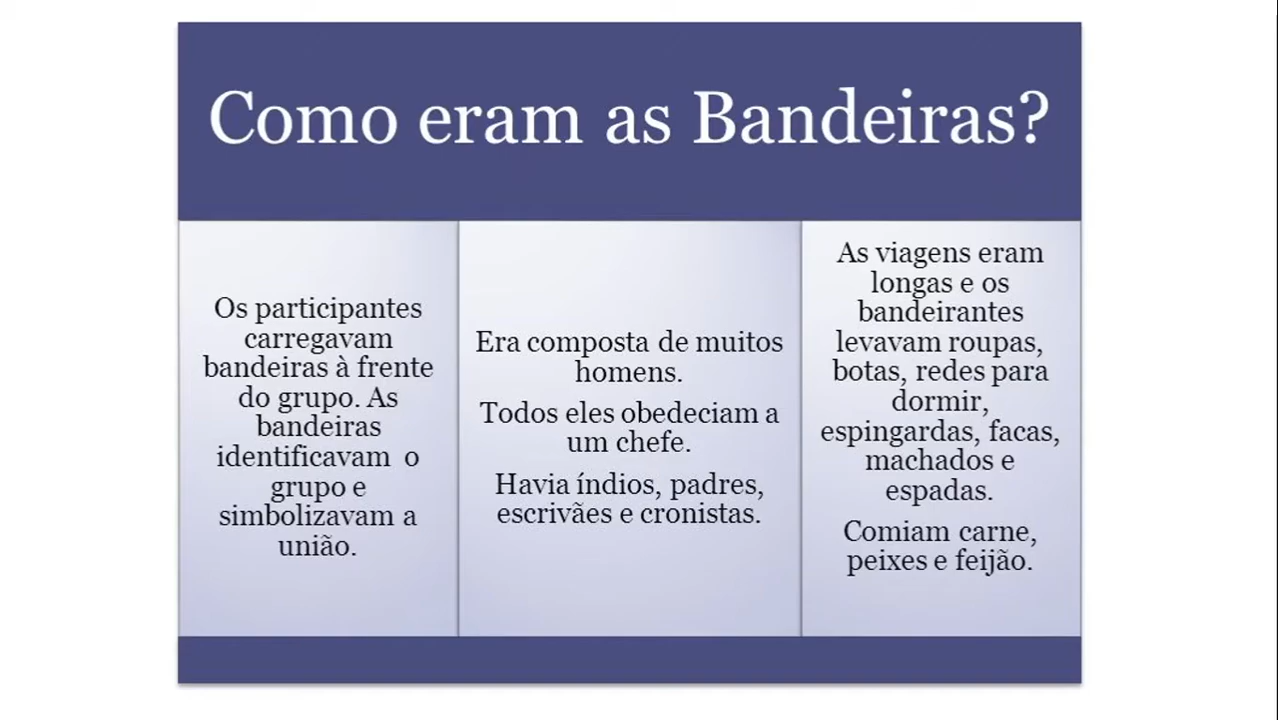 Como eram as Bandeiras?
Os participantes
carregavam
bandeiras à frente
do grupo. As
bandeiras
identificavam o
grupo e
simbolizavam a
união.
Era composta de muitos
homens.
Todos eles obedeciam a
um chefe.
Havia índios, padres,
escrivães e cronistas.
As viagens eram
longas e os
bandeirantes
levavam roupas,
botas, redes para
dormir,
espingardas, facas,
machados e
espadas.
Comiam carne,
peixes e feijão.